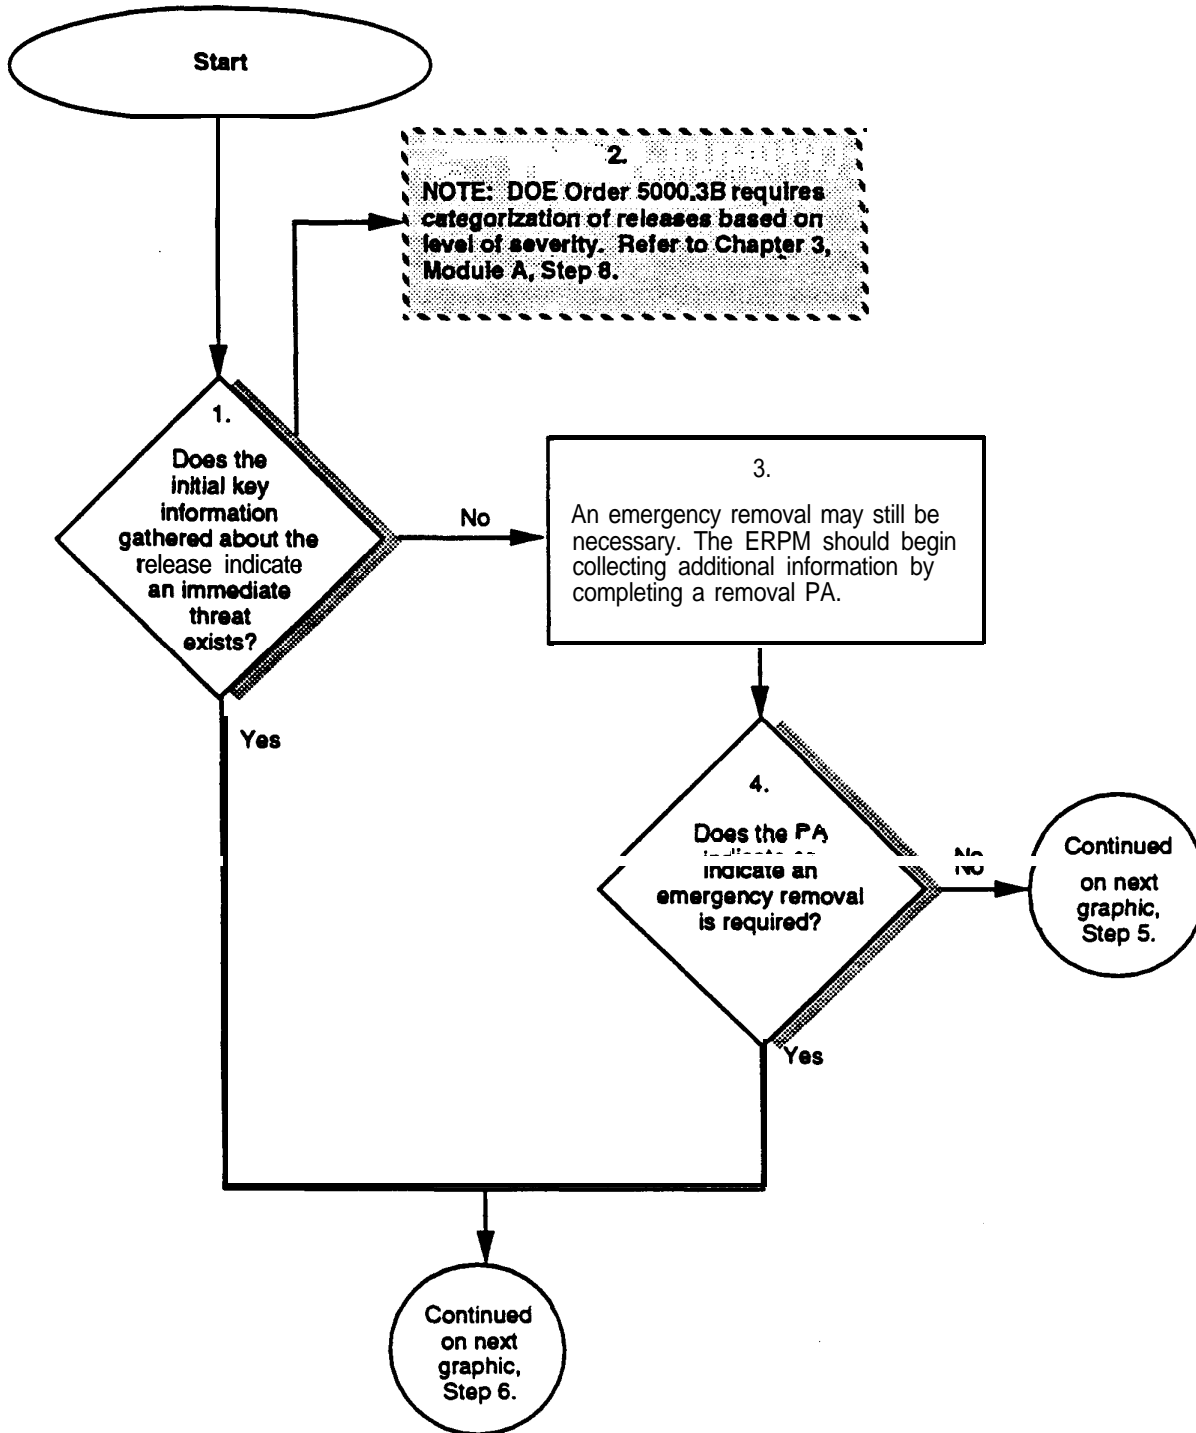 Start
2.
NOTE: DOE Order 5000.3B requires
categorization of releases based on
level of severity. Refer to Chapter 3,
Module A, Step 8.
1.
Does the
initial key
information
gathered about the
release indicate
an immediate
threat
exists?
No
3.
An emergency removal may still be
necessary. The ERPM should begin
collecting additional information by
completing a removal PA.
Yes
4.
Does the PA
indicate an
emergency removal
is required?
No
Continued
on next
graphic,
Step 5.
Yes
Continued
on next
graphic,
Step 6.